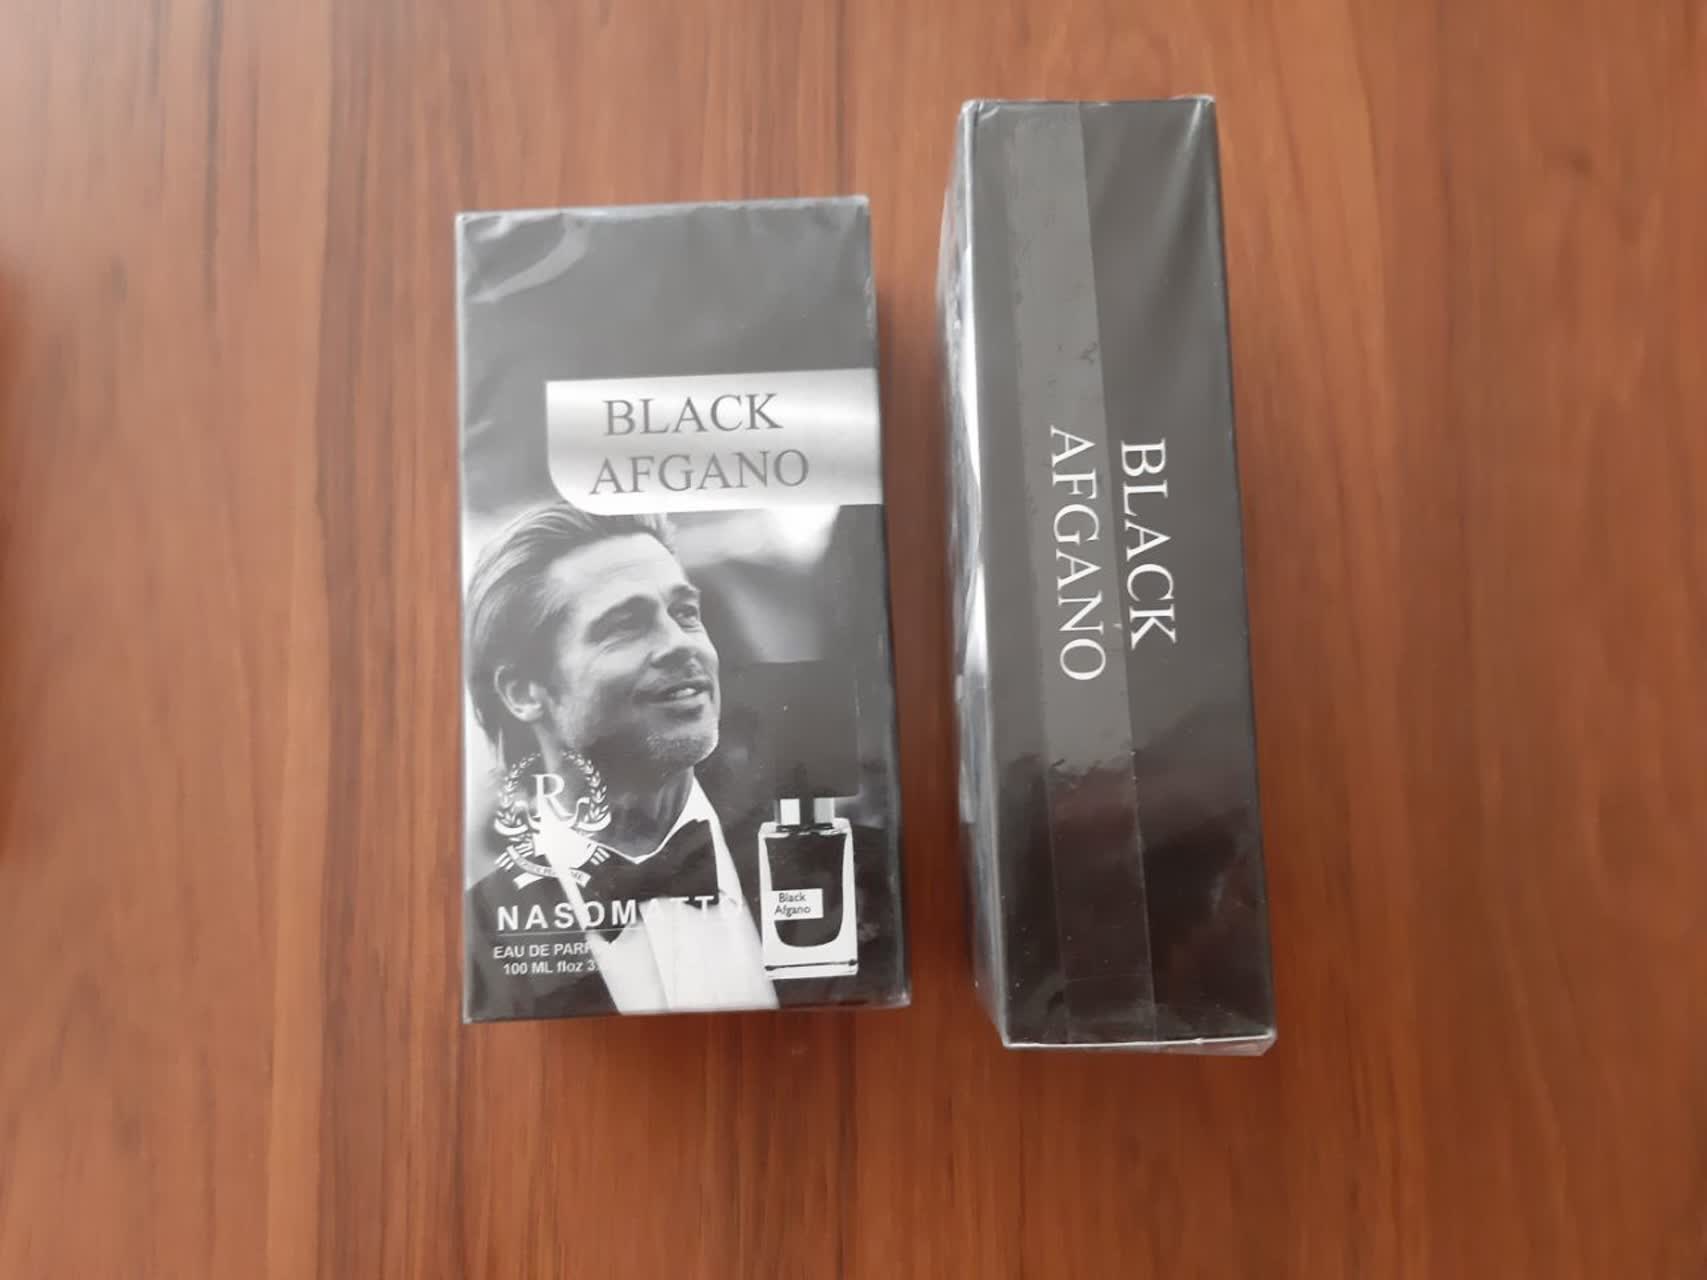 BLACK
AFGANO
R
NASOMATTO
EAU DE PARF
100 ML floz 3.
Black
Afgano
BLACK
AFGANO